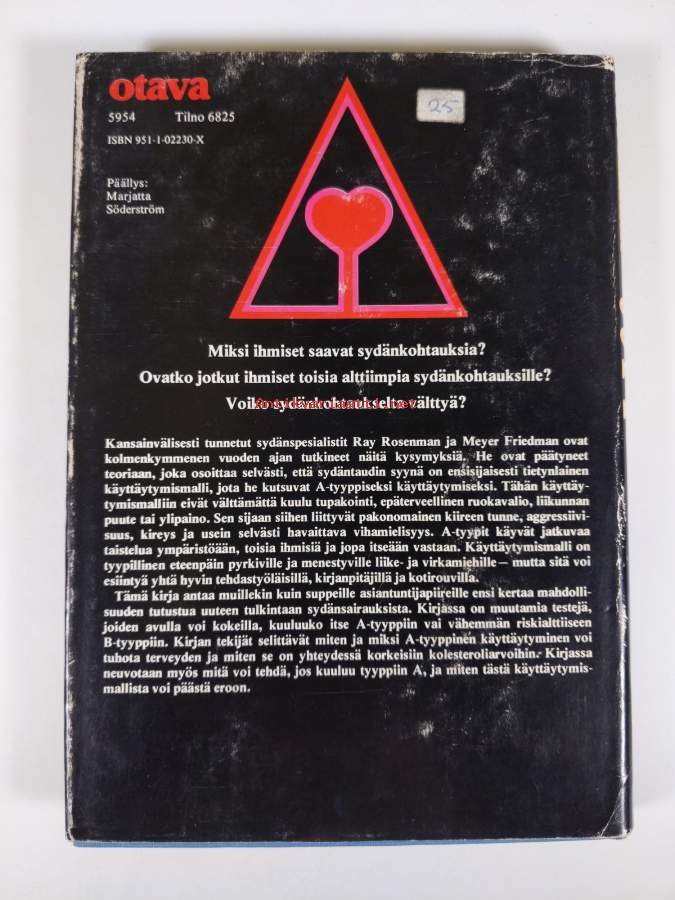 otava
25
5954 Tilno 6825
ISBN 951-1-02230-X
Päällys:
Marjatta
Söderström
Miksi ihmiset saavat sydänkohtauksia?
Ovatko jotkut ihmiset toisia alttiimpia sydänkohtauksille?
Voiko sydänkohtaukselta välttyä?
Kansainvälisesti tunnetut sydänspesialistit Ray Rosenman ja Meyer Friedman ovat
kolmenkymmenen vuoden ajan tutkineet näitä kysymyksiä. He ovat päätyneet
teoriaan, joka osoittaa selvästi, että sydäntaudin syynä on ensisijaisesti tietynlainen
käyttäytymismalli, jota he kutsuvat A-tyyppiseksi käyttäytymiseksi. Tähän käyttäy-
tymismalliin eivät välttämättä kuulu tupakointi, epäterveellinen ruokavalio, liikunnan
puute tai ylipaino. Sen sijaan siihen liittyvät pakonomainen kiireen tunne, aggressiivi-
suus, kireys ja usein selvästi havaittava vihamielisyys. A-tyypit käyvät jatkuvaa
taistelua ympäristöään, toisia ihmisiä ja jopa itseään vastaan. Käyttäytymismalli on
tyypillinen eteenpäin pyrkiville ja menestyville liike- ja virkamiehille — mutta sitä voi
esiintyä yhtä hyvin tehdastyöläisillä, kirjanpitäjillä ja kotirouvilla.
Tämä kirja antaa muillekin kuin suppeille asiantuntijapiireille ensi kertaa mahdolli-
suuden tutustua uuteen tulkintaan sydänsairauksista. Kirjassa on muutamia testejä,
joiden avulla voi kokeilla, kuuluuko itse A-tyyppiin vai vähemmän riskialttiiseen
B-tyyppiin. Kirjan tekijät selittävät miten ja miksi A-tyyppinen käyttäytyminen voi
tuhota terveyden ja miten se on yhteydessä korkeisiin kolesteroliarvoihin. Kirjassa
neuvotaan myös mitä voi tehdä, jos kuuluu tyyppiin A, ja miten tästä käyttäytymis-
mallista voi päästä eroon.